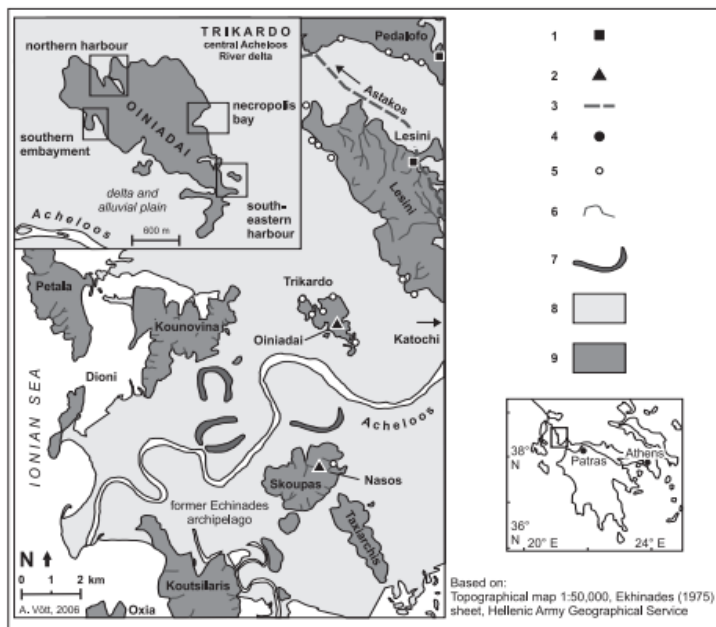 TRIKARDO
central Acheloos
River delta
northern harbour
OINIADAI
necropolis
bay
southern
embayment
delta and
alluvial plain
south-
eastern
harbour
Acheloos
600 m
Pedalofo
Astakos
Lesini
Lesini
Petala
Kounovina
Trikardo
Oiniadai
Katochi
Dioni
IONIAN SEA
Acheloos
Skoupas
Nasos
former Echinades
archipelago
Taxiarchis
Koutsilaris
Oxia
N
0 1 2 km
A. Vött, 2006
1
2
3
4
5
6
7
8
9
38°
N
Patras
Athens
36°
N
20° E
24° E
Based on:
Topographical map 1:50,000, Ekhinades (1975)
sheet, Hellenic Army Geographical Service